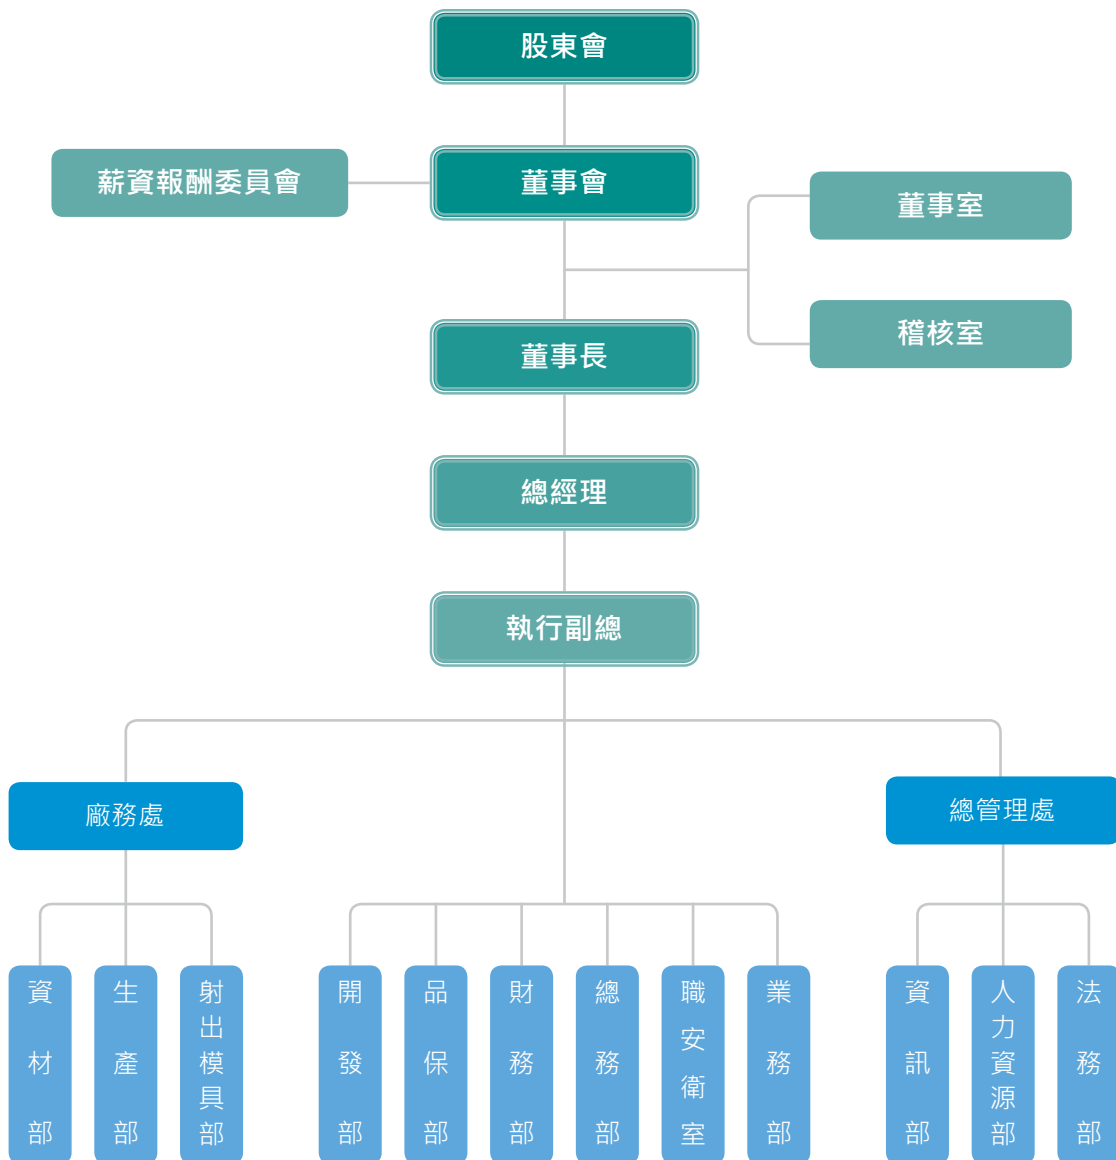 股東會
薪資報酬委員會
董事會
董事室
稽核室
董事長
總經理
執行副總
廠務處
總管理處
資材部
生產部
射出模具部
開發部
品保部
財務部
總務部
職安衛室
業務部
資訊部
人力資源部
法務部